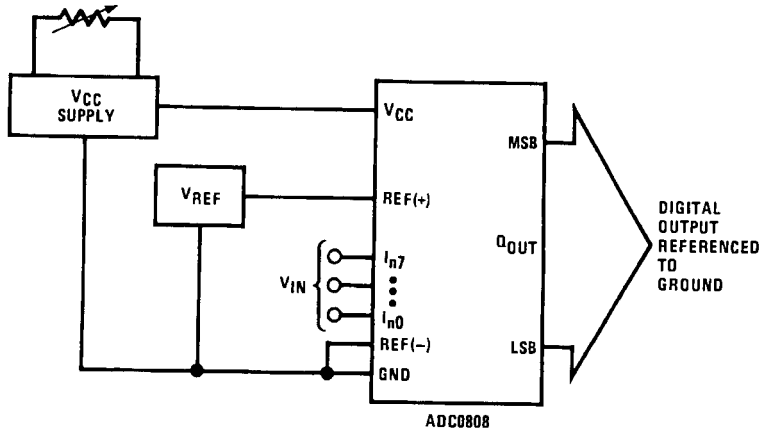 VCC
SUPPLY
VCC
MSB
VREF
REF(+)
DIGITAL
OUTPUT
REFERENCED
TO
GROUND
QOUT
VIN
In7
In0
REF(−)
LSB
GND
ADC0808